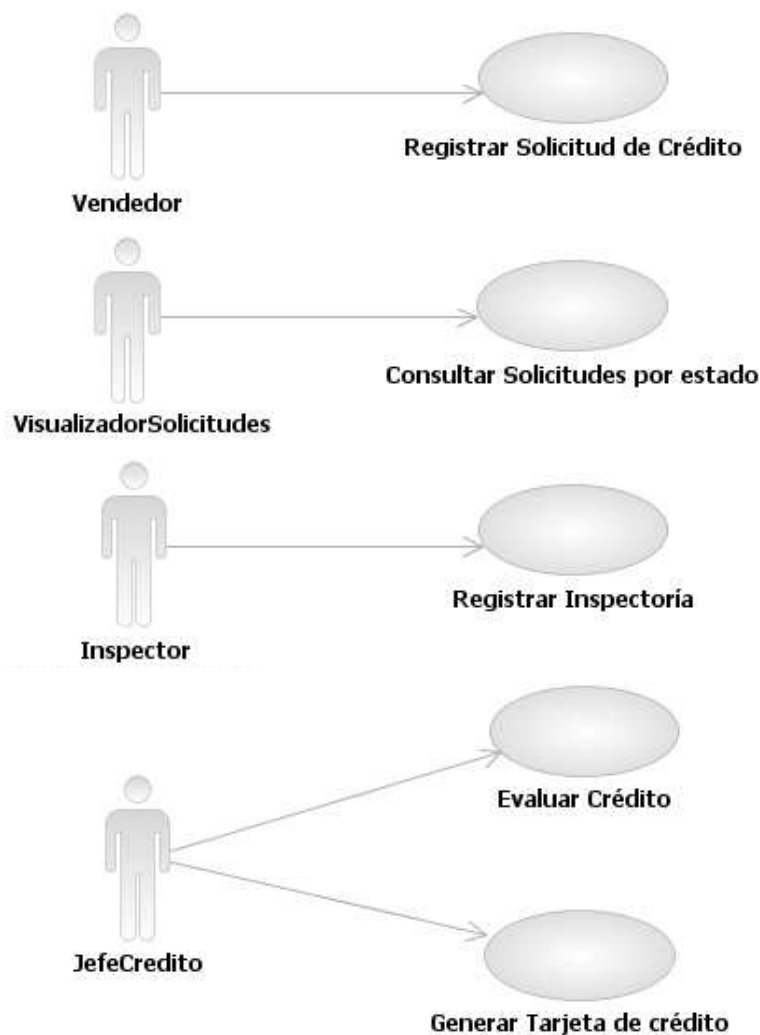 Registrar Solicitud de Crédito
Vendedor
Consultar Solicitudes por estado
VisualizadorSolicitudes
Registrar Inspectoría
Inspector
Evaluar Crédito
JefeCredito
Generar Tarjeta de crédito